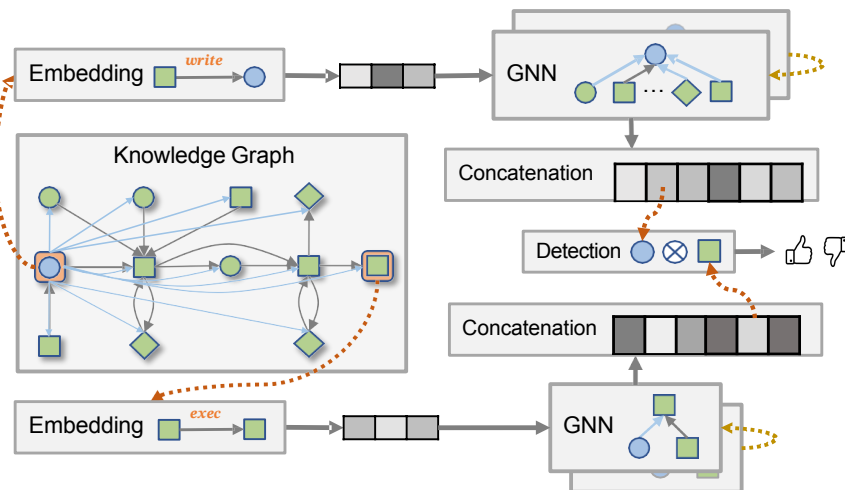 Embedding write
GNN
...
Concatenation
Knowledge Graph
Detection
Concatenation
Embedding exec
GNN